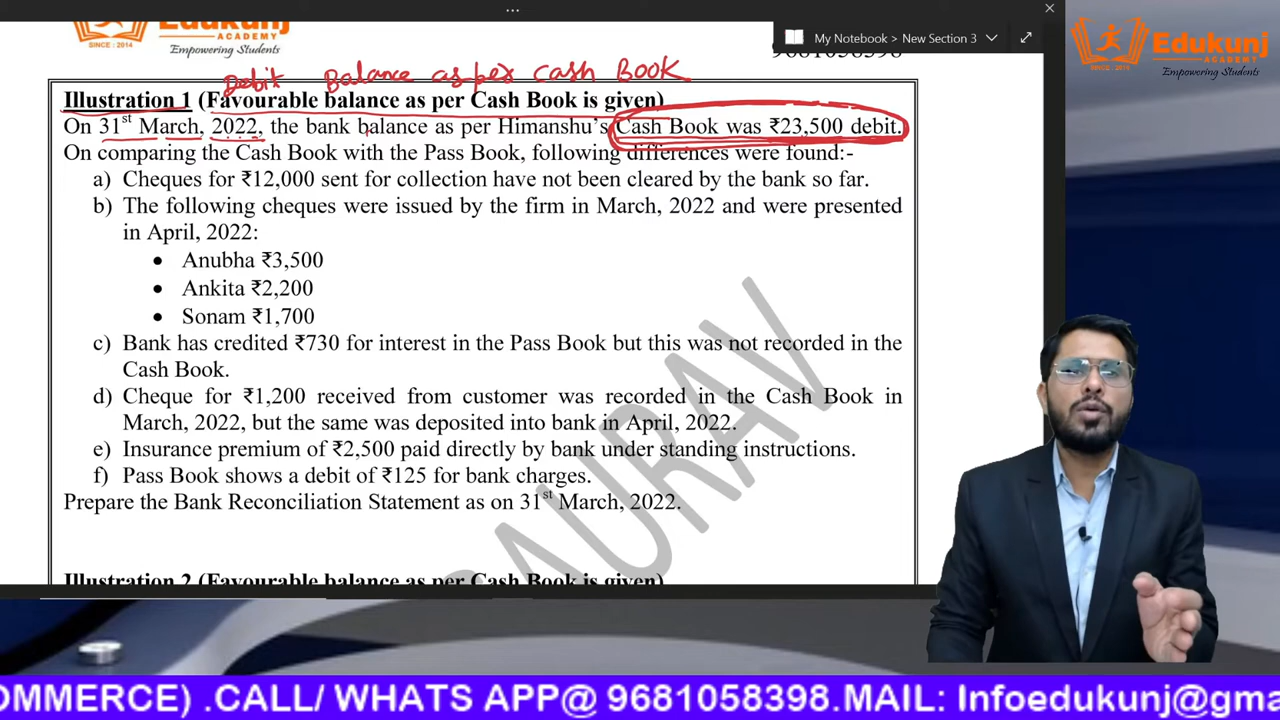 ...
My Notebook > New Section 3
Edukunj
ACADEMY
SINCE : 2014
Empowering Students
9681058398
Edukunj
ACADEMY
SINCE : 2014
Empowering Students
Debit Balance as per Cash Book
Illustration 1 (Favourable balance as per Cash Book is given)
On 31st March, 2022, the bank balance as per Himanshu's Cash Book was ₹23,500 debit.
On comparing the Cash Book with the Pass Book, following differences were found:-
a) Cheques for ₹12,000 sent for collection have not been cleared by the bank so far.
b) The following cheques were issued by the firm in March, 2022 and were presented
in April, 2022:
• Anubha ₹3,500
• Ankita ₹2,200
• Sonam ₹1,700
c) Bank has credited ₹730 for interest in the Pass Book but this was not recorded in the
Cash Book.
d) Cheque for ₹1,200 received from customer was recorded in the Cash Book in
March, 2022, but the same was deposited into bank in April, 2022.
e) Insurance premium of ₹2,500 paid directly by bank under standing instructions.
f) Pass Book shows a debit of ₹125 for bank charges.
Prepare the Bank Reconciliation Statement as on 31st March, 2022.
Illustration 2 (Favourable balance as per Cash Book is given)
OMMERCE) .CALL/ WHATS APP@ 9681058398.MAIL: Infoedukunj@gma